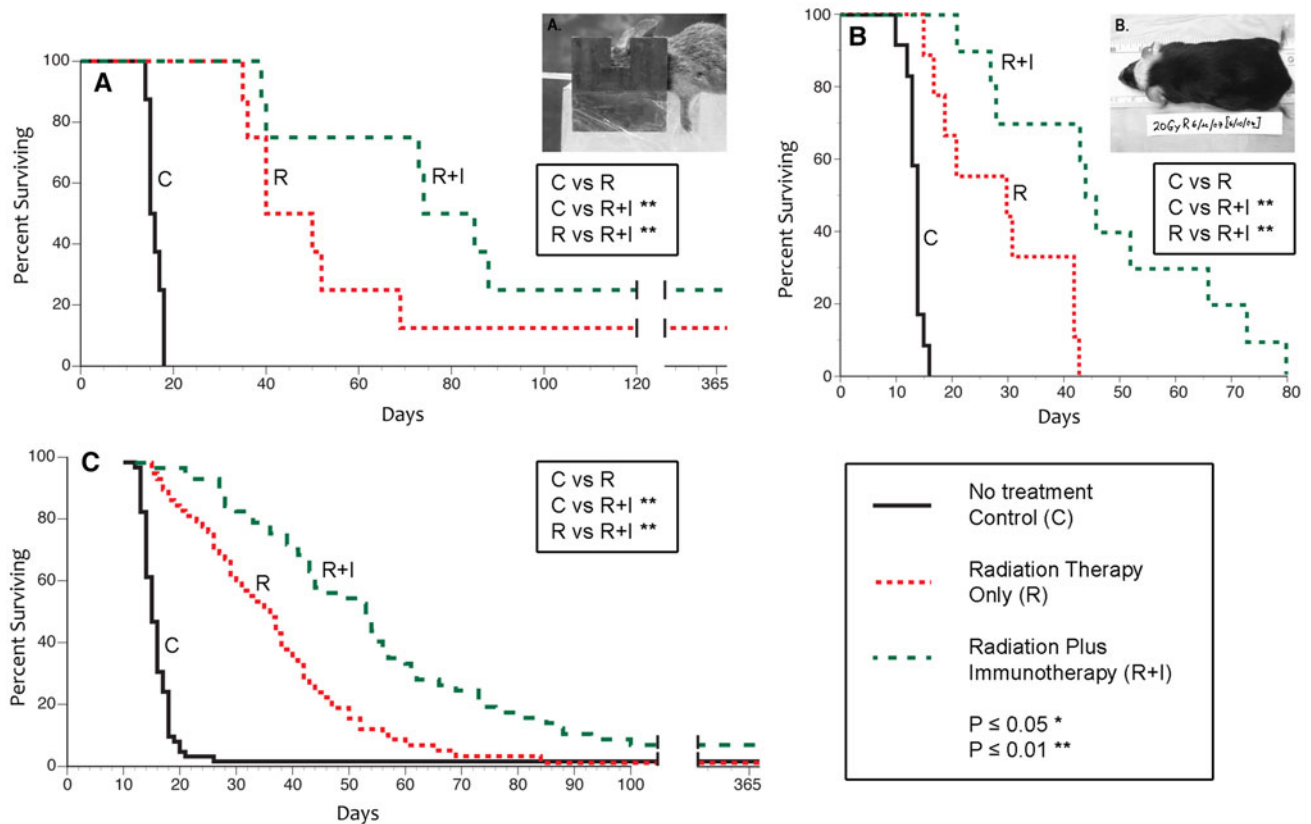 A
A.
Percent Surviving
100
80
60
40
20
0
C
R
R+I
C vs R
C vs R+I **
R vs R+I **
0 20 40 60 80 100 120 365
Days
B
B.
Percent Surviving
100
80
60
40
20
0
R+I
R
C
C vs R
C vs R+I **
R vs R+I **
0 10 20 30 40 50 60 70 80
Days
C
Percent Surviving
100
80
60
40
20
0
C
R
R+I
C vs R
C vs R+I **
R vs R+I **
0 10 20 30 40 50 60 70 80 90 100 365
Days
No treatment
Control (C)
Radiation Therapy
Only (R)
Radiation Plus
Immunotherapy (R+I)
P ≤ 0.05 *
P ≤ 0.01 **
20Gy R